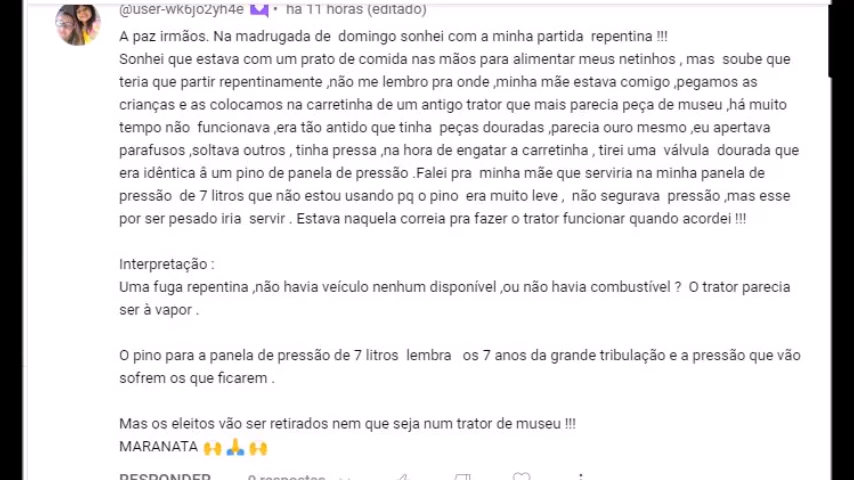 @user-wk6jo2yh4e • há 11 horas (editado)
A paz irmãos. Na madrugada de domingo sonhei com a minha partida repentina !!!
Sonhei que estava com um prato de comida nas mãos para alimentar meus netinhos , mas soube que
teria que partir repentinamente ,não me lembro pra onde ,minha mãe estava comigo ,pegamos as
crianças e as colocamos na carretinha de um antigo trator que mais parecia peça de museu ,há muito
tempo não funcionava ,era tão antido que tinha peças douradas ,parecia ouro mesmo ,eu apertava
parafusos ,soltava outros , tinha pressa ,na hora de engatar a carretinha , tirei uma válvula dourada que
era idêntica â um pino de panela de pressão .Falei pra minha mãe que serviria na minha panela de
pressão de 7 litros que não estou usando pq o pino era muito leve , não segurava pressão ,mas esse
por ser pesado iria servir . Estava naquela correia pra fazer o trator funcionar quando acordei !!!
Interpretação :
Uma fuga repentina ,não havia veículo nenhum disponível ,ou não havia combustível ? O trator parecia
ser à vapor .
O pino para a panela de pressão de 7 litros lembra os 7 anos da grande tribulação e a pressão que vão
sofrem os que ficarem .
Mas os eleitos vão ser retirados nem que seja num trator de museu !!!
MARANATA 🙌🙏🙌
RESPONDER 0 respostas